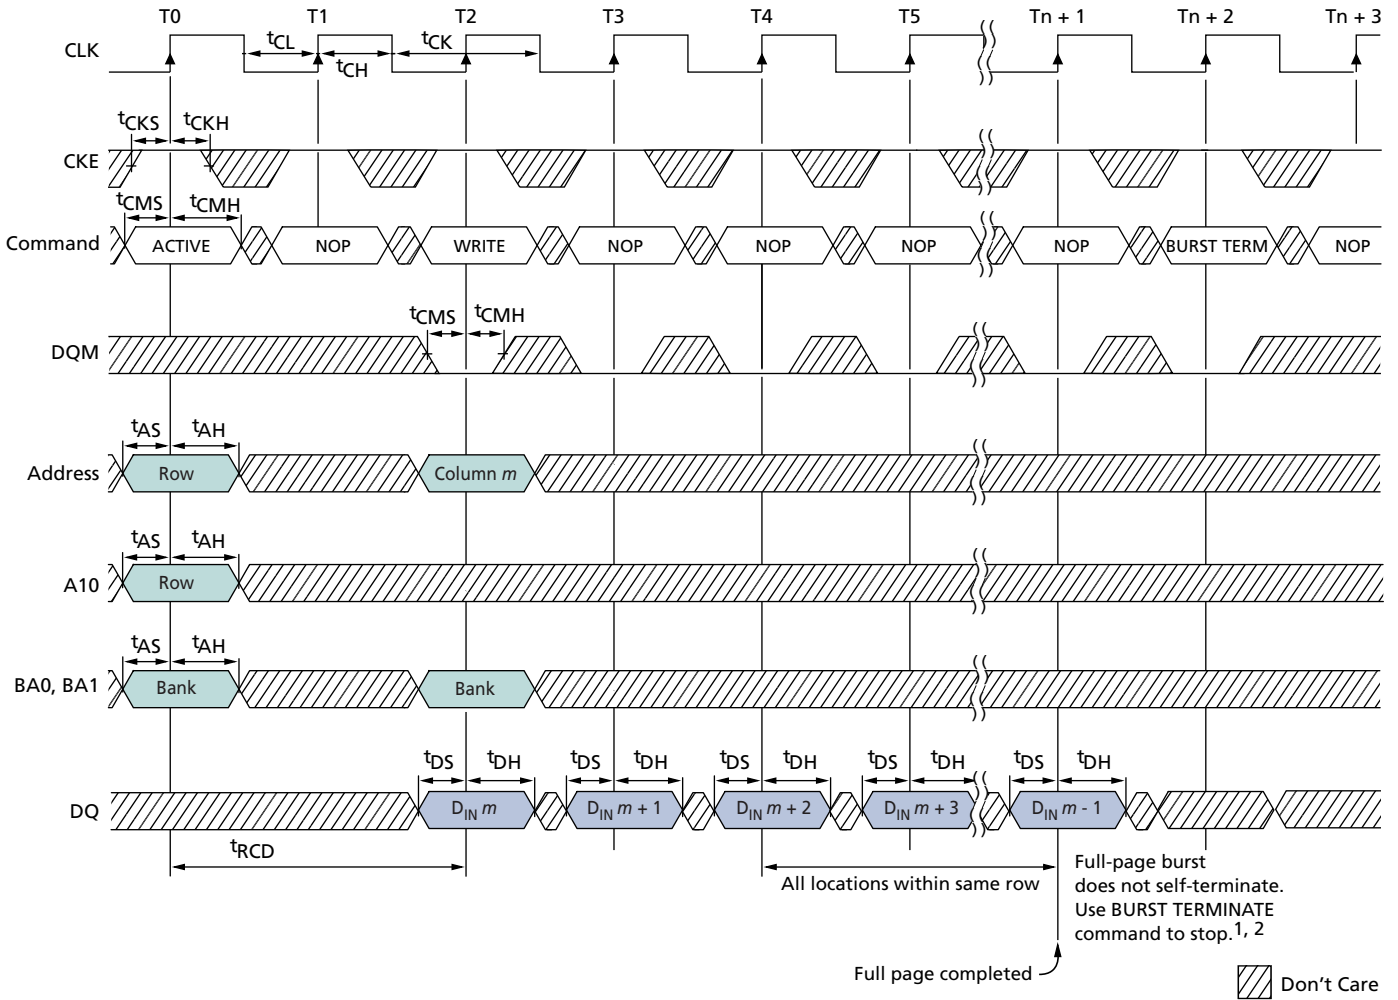 T0 T1 T2 T3 T4 T5 Tn + 1 Tn + 2 Tn + 3
CLK
tCL
tCH
tCK
tCKS tCKH
CKE
tCMS tCMH
Command ACTIVE NOP WRITE NOP NOP NOP NOP BURST TERM NOP
tCMS tCMH
DQM
tAS tAH
Address Row Column m
tAS tAH
A10 Row
tAS tAH
BA0, BA1 Bank Bank
tDS tDH tDS tDH tDS tDH tDS tDH tDS tDH
DQ DIN m DIN m + 1 DIN m + 2 DIN m + 3 DIN m - 1
tRCD
All locations within same row
Full-page burst
does not self-terminate.
Use BURST TERMINATE
command to stop.1, 2
Full page completed
Don't Care